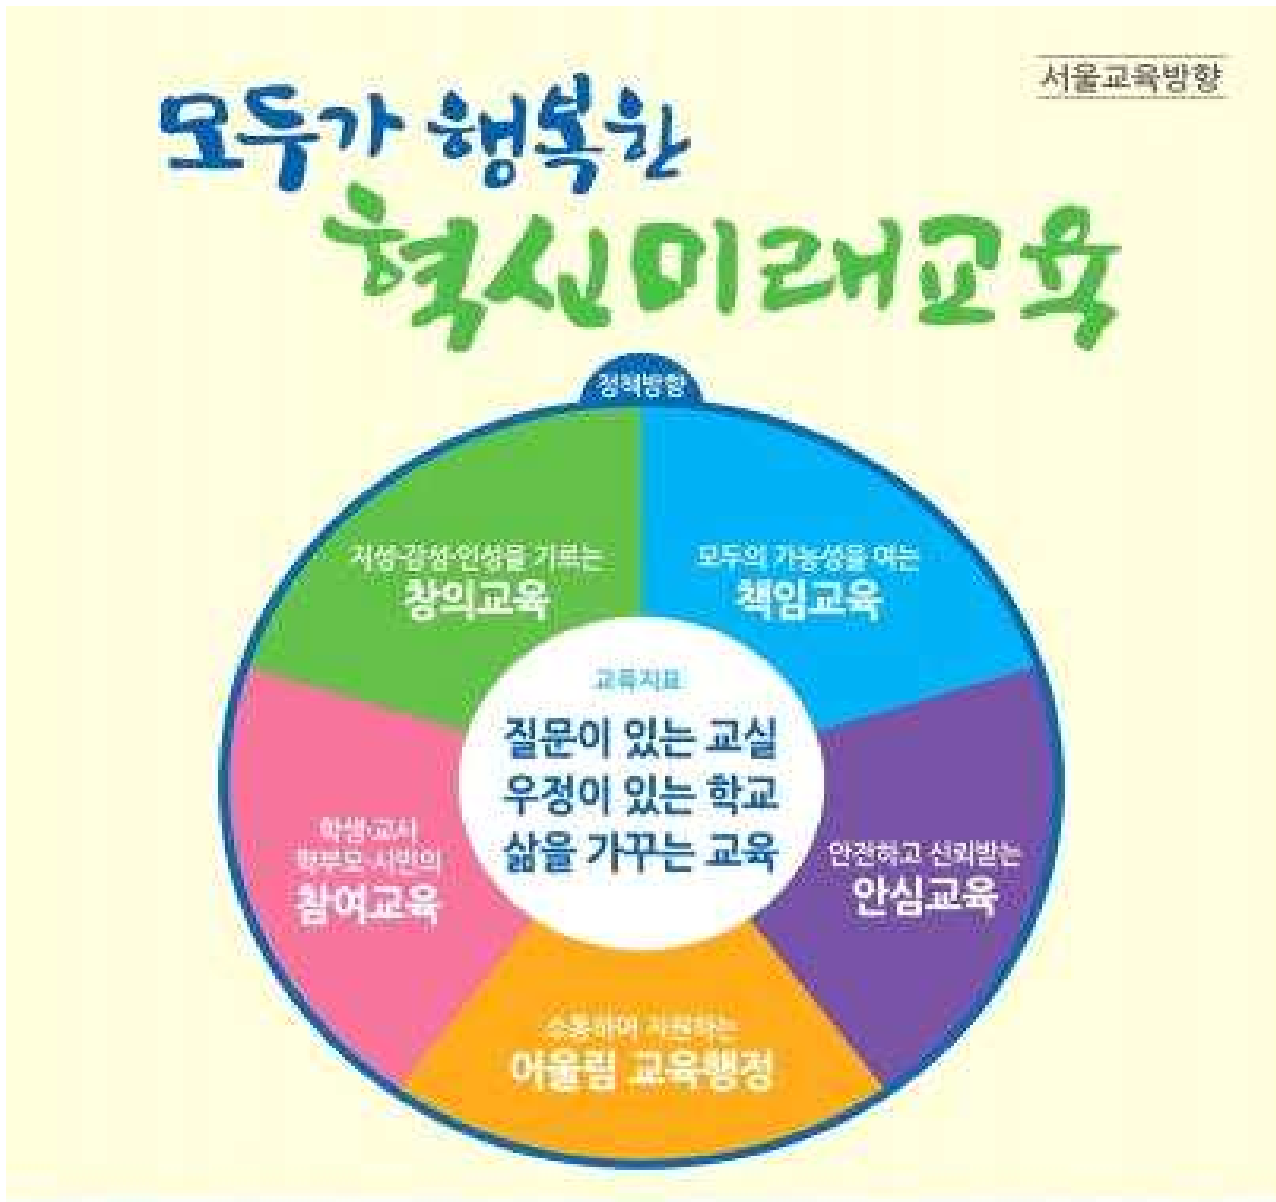 서울교육방향
모두가 행복한
혁신미래교육
정책방향
지성·감성·인성을 기르는
창의교육
모두의 가능성을 여는
책임교육
교육지표
질문이 있는 교실
우정이 있는 학교
삶을 가꾸는 교육
학생·교사
학부모·시민의
참여교육
안전하고 신뢰받는
안심교육
소통하며 지원하는
어울림 교육행정